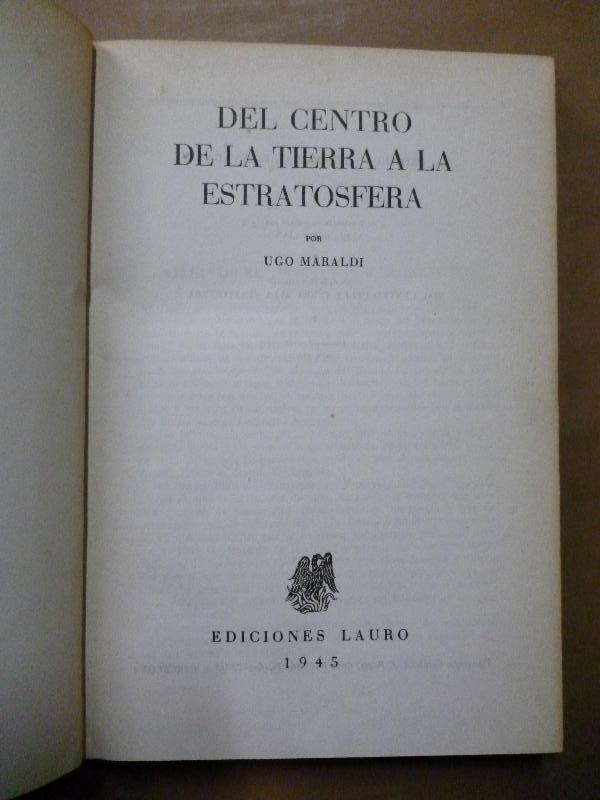 DEL CENTRO
DE LA TIERRA A LA
ESTRATOSFERA
POR
UGO MARALDI
EDICIONES LAURO
1945